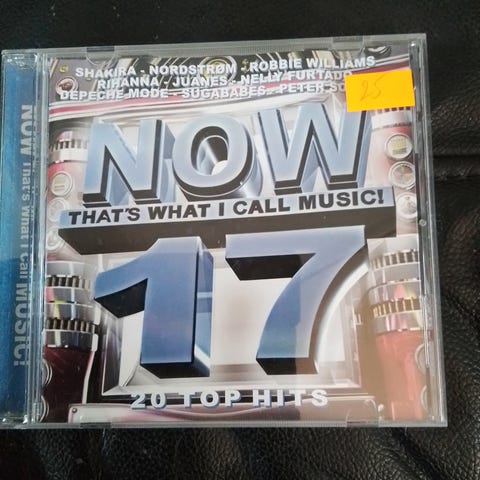 SHAKIRA - NORDSTRØM - ROBBIE WILLIAMS
RIHANNA - JUANES - NELLY FURTADO
DEPECHE MODE - SUGABABES - PETER
25
NOW
THAT'S WHAT I CALL MUSIC!
17
20 TOP HITS
NOW That's What I Call MUSIC!